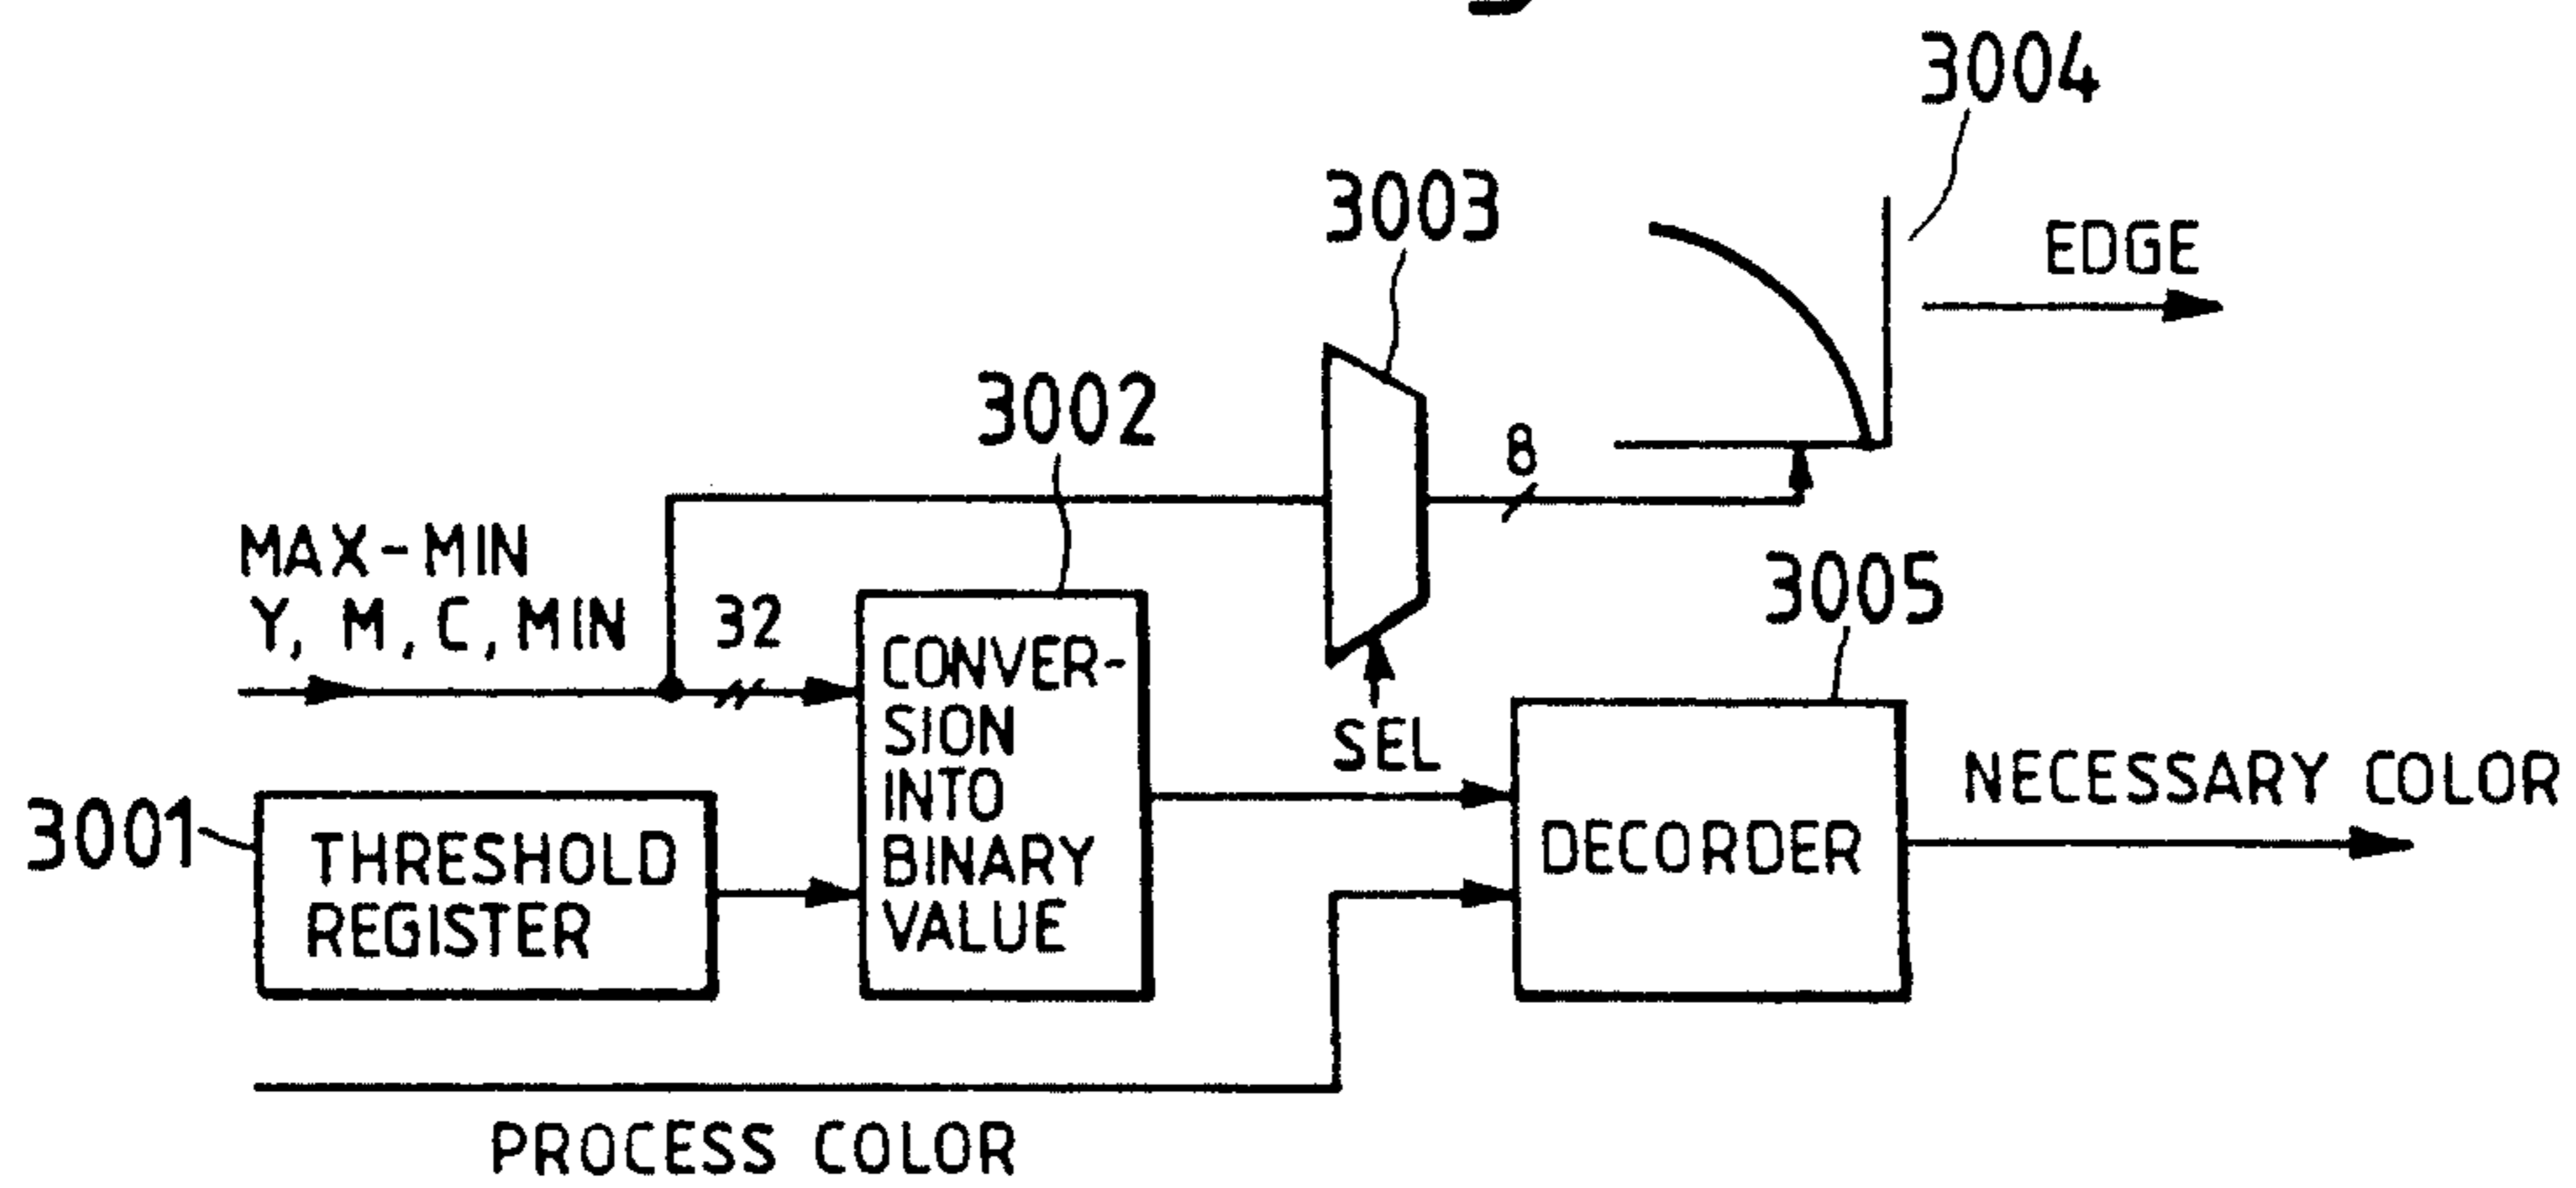 3004
3003
EDGE
3002
8
MAX-MIN
Y, M, C, MIN
32
3005
CONVER-
SION
INTO
BINARY
VALUE
SEL
3001
THRESHOLD
REGISTER
DECORDER
NECESSARY COLOR
PROCESS COLOR